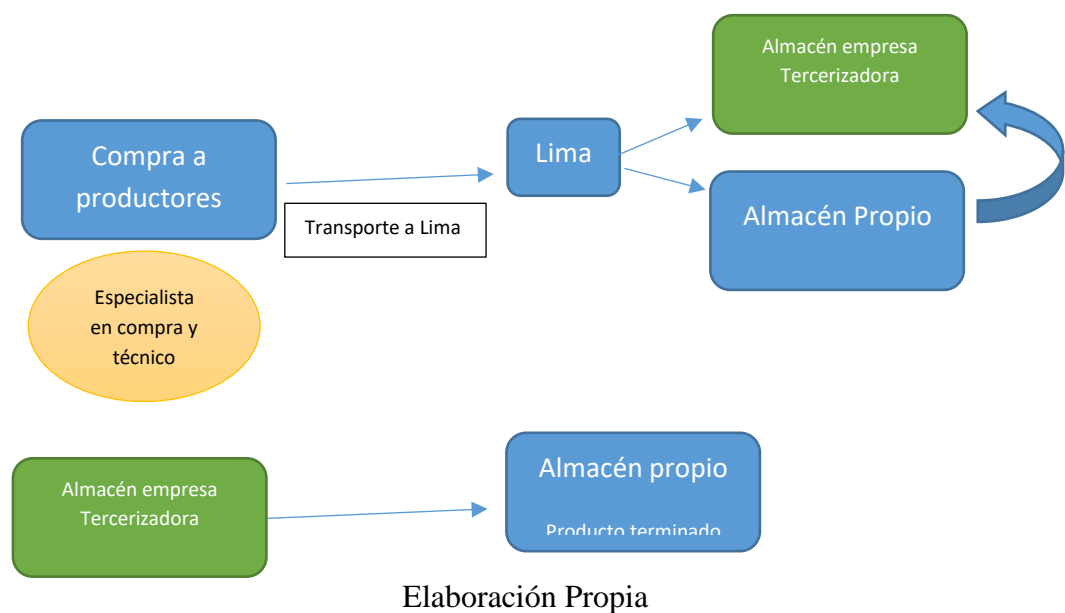 Almacén empresa
Tercerizadora
Compra a
productores
Lima
Transporte a Lima
Almacén Propio
Especialista
en compra y
técnico
Almacén empresa
Tercerizadora
Almacén propio
Producto terminado
Elaboración Propia